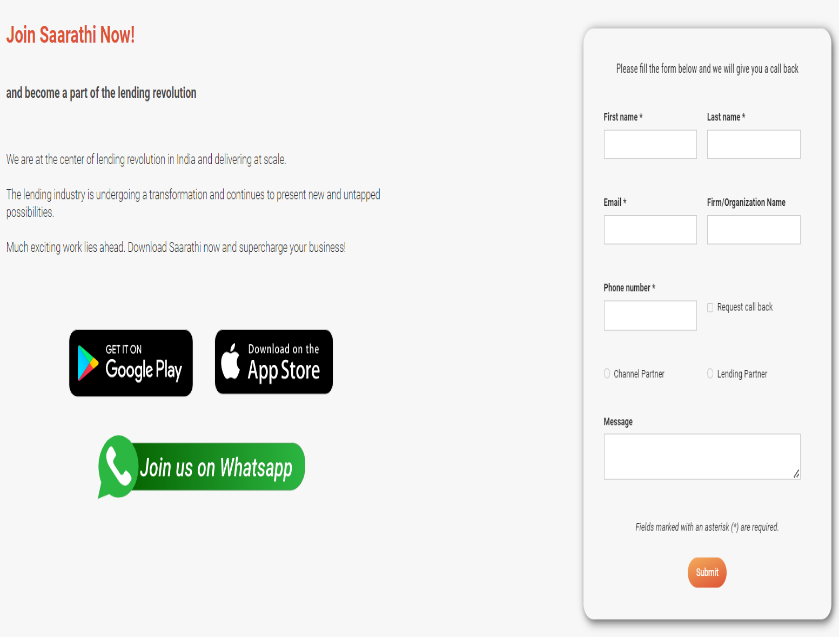 Join Saarathi Now!
and become a part of the lending revolution
We are at the center of lending revolution in India and delivering at scale.
The lending industry is undergoing a transformation and continues to present new and untapped
possibilities.
Much exciting work lies ahead. Download Saarathi now and supercharge your business!
GET IT ON
Google Play
Download on the
App Store
Join us on Whatsapp
Please fill the form below and we will give you a call back
First name *
Last name *
Email *
Firm/Organization Name
Phone number *
Request call back
Channel Partner
Lending Partner
Message
Fields marked with an asterisk (*) are required.
Submit